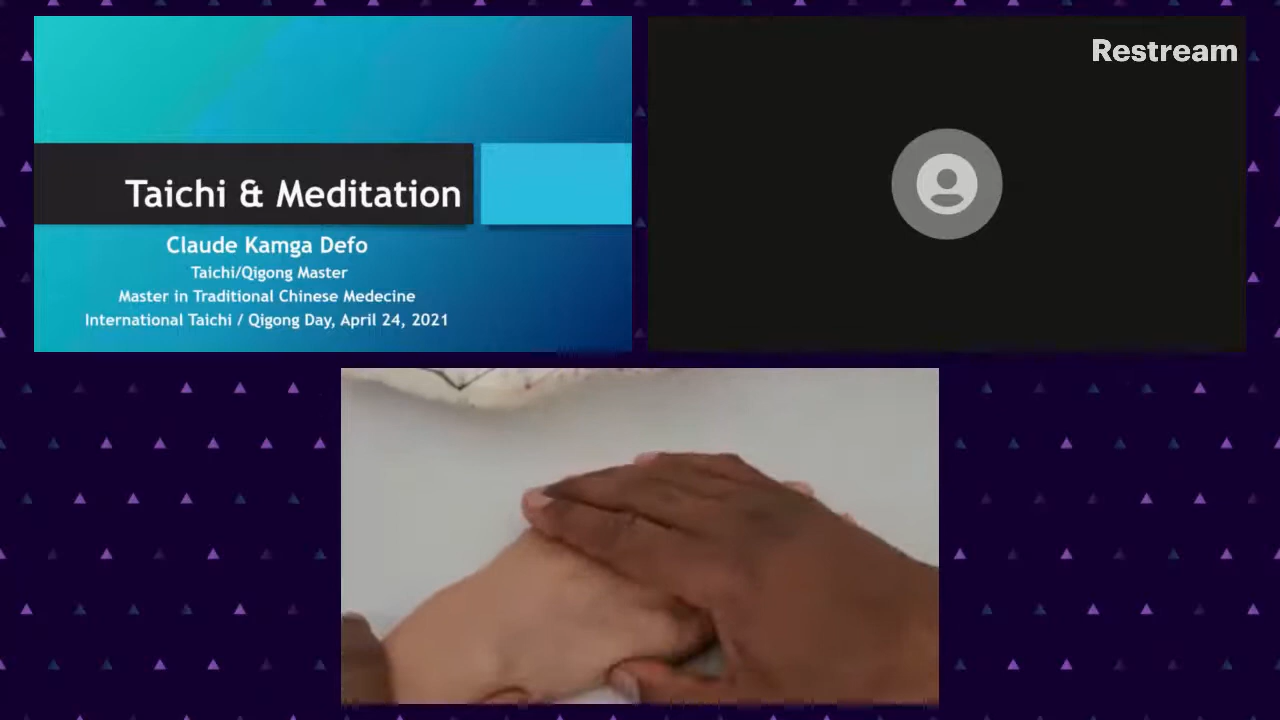 Restream
Taichi & Meditation
Claude Kamga Defo
Taichi/Qigong Master
Master in Traditional Chinese Medecine
International Taichi / Qigong Day, April 24, 2021